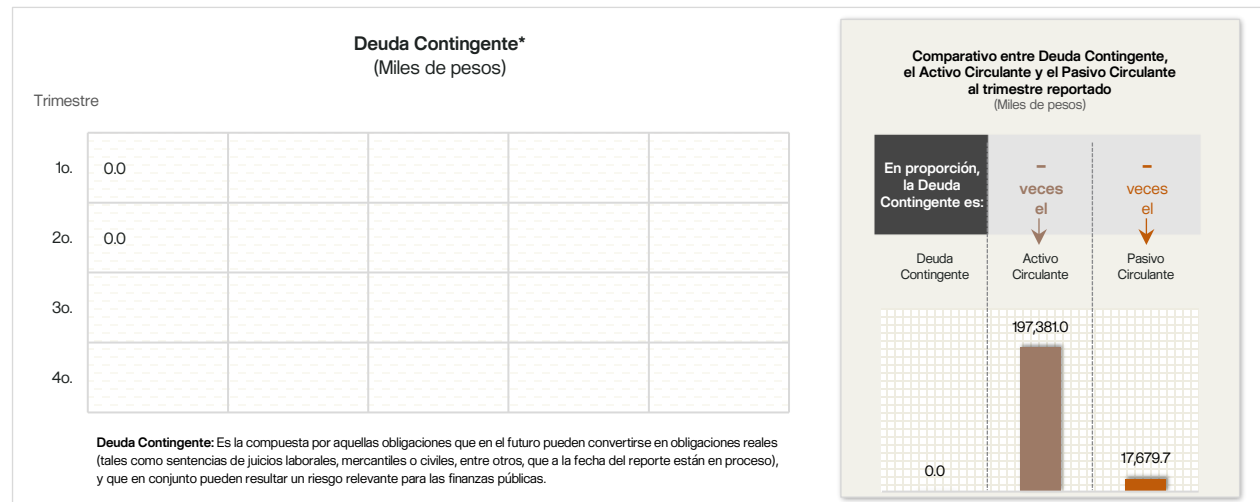 Deuda Contingente*
(Miles de pesos)
Trimestre
1o. 0.0
2o. 0.0
3o.
4o.
Deuda Contingente: Es la compuesta por aquellas obligaciones que en el futuro pueden convertirse en obligaciones reales
(tales como sentencias de juicios laborales, mercantiles o civiles, entre otros, que a la fecha del reporte están en proceso),
y que en conjunto pueden resultar un riesgo relevante para las finanzas públicas.
Comparativo entre Deuda Contingente,
el Activo Circulante y el Pasivo Circulante
al trimestre reportado
(Miles de pesos)
En proporción,
la Deuda
Contingente es:
–
veces
el
–
veces
el
Deuda
Contingente
Activo
Circulante
Pasivo
Circulante
197,381.0
17,679.7
0.0